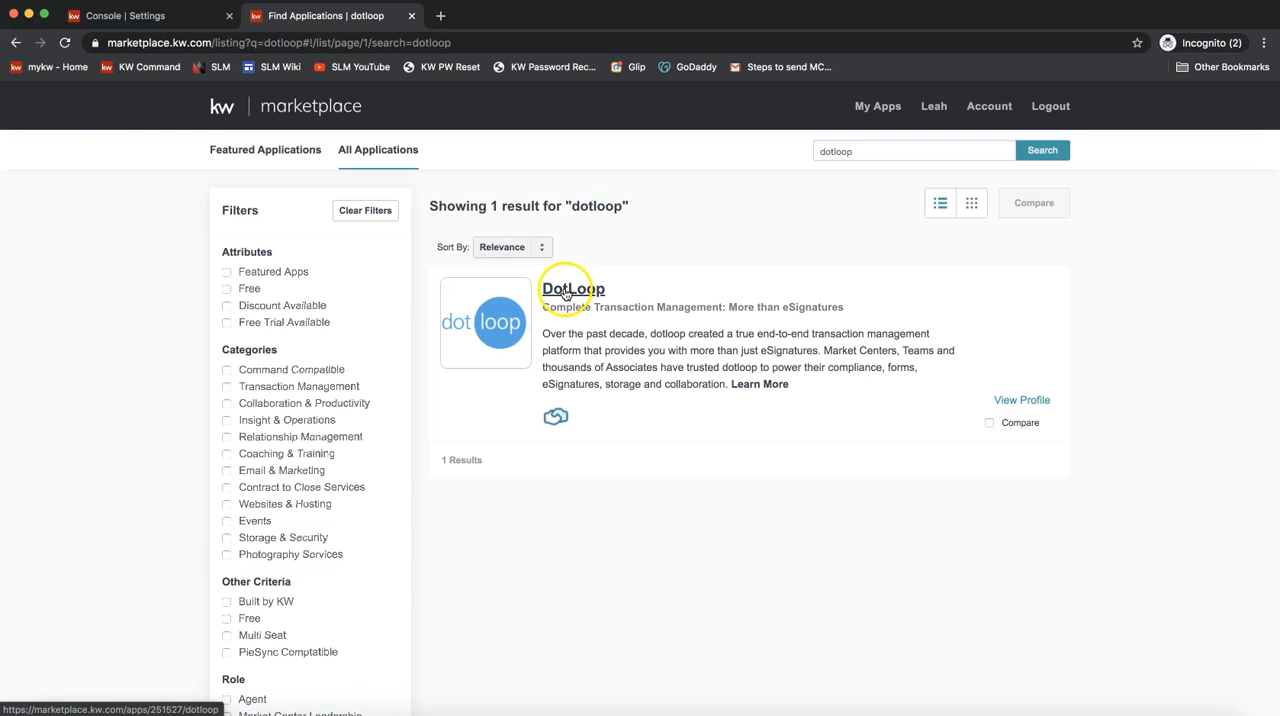 Console | Settings
Find Applications | dotloop
marketplace.kw.com/listing?q=dotloop#!/list/page/1/search=dotloop
Incognito (2)
mykw - Home
KW Command
SLM
SLM Wiki
SLM YouTube
KW PW Reset
KW Password Rec...
Glip
GoDaddy
Steps to send MC...
Other Bookmarks
kw | marketplace
My Apps
Leah
Account
Logout
Featured Applications
All Applications
dotloop
Search
Filters
Clear Filters
Showing 1 result for "dotloop"
Compare
Sort By: Relevance
Attributes
Featured Apps
Free
Discount Available
Free Trial Available
Categories
Command Compatible
Transaction Management
Collaboration & Productivity
Insight & Operations
Relationship Management
Coaching & Training
Email & Marketing
Contract to Close Services
Websites & Hosting
Events
Storage & Security
Photography Services
Other Criteria
Built by KW
Free
Multi Seat
PieSync Comptatible
Role
Agent
Market Center Leadership
dot loop
DotLoop
Complete Transaction Management: More than eSignatures
Over the past decade, dotloop created a true end-to-end transaction management
platform that provides you with more than just eSignatures. Market Centers, Teams and
thousands of Associates have trusted dotloop to power their compliance, forms,
eSignatures, storage and collaboration. Learn More
View Profile
Compare
1 Results
https://marketplace.kw.com/apps/251527/dotloop